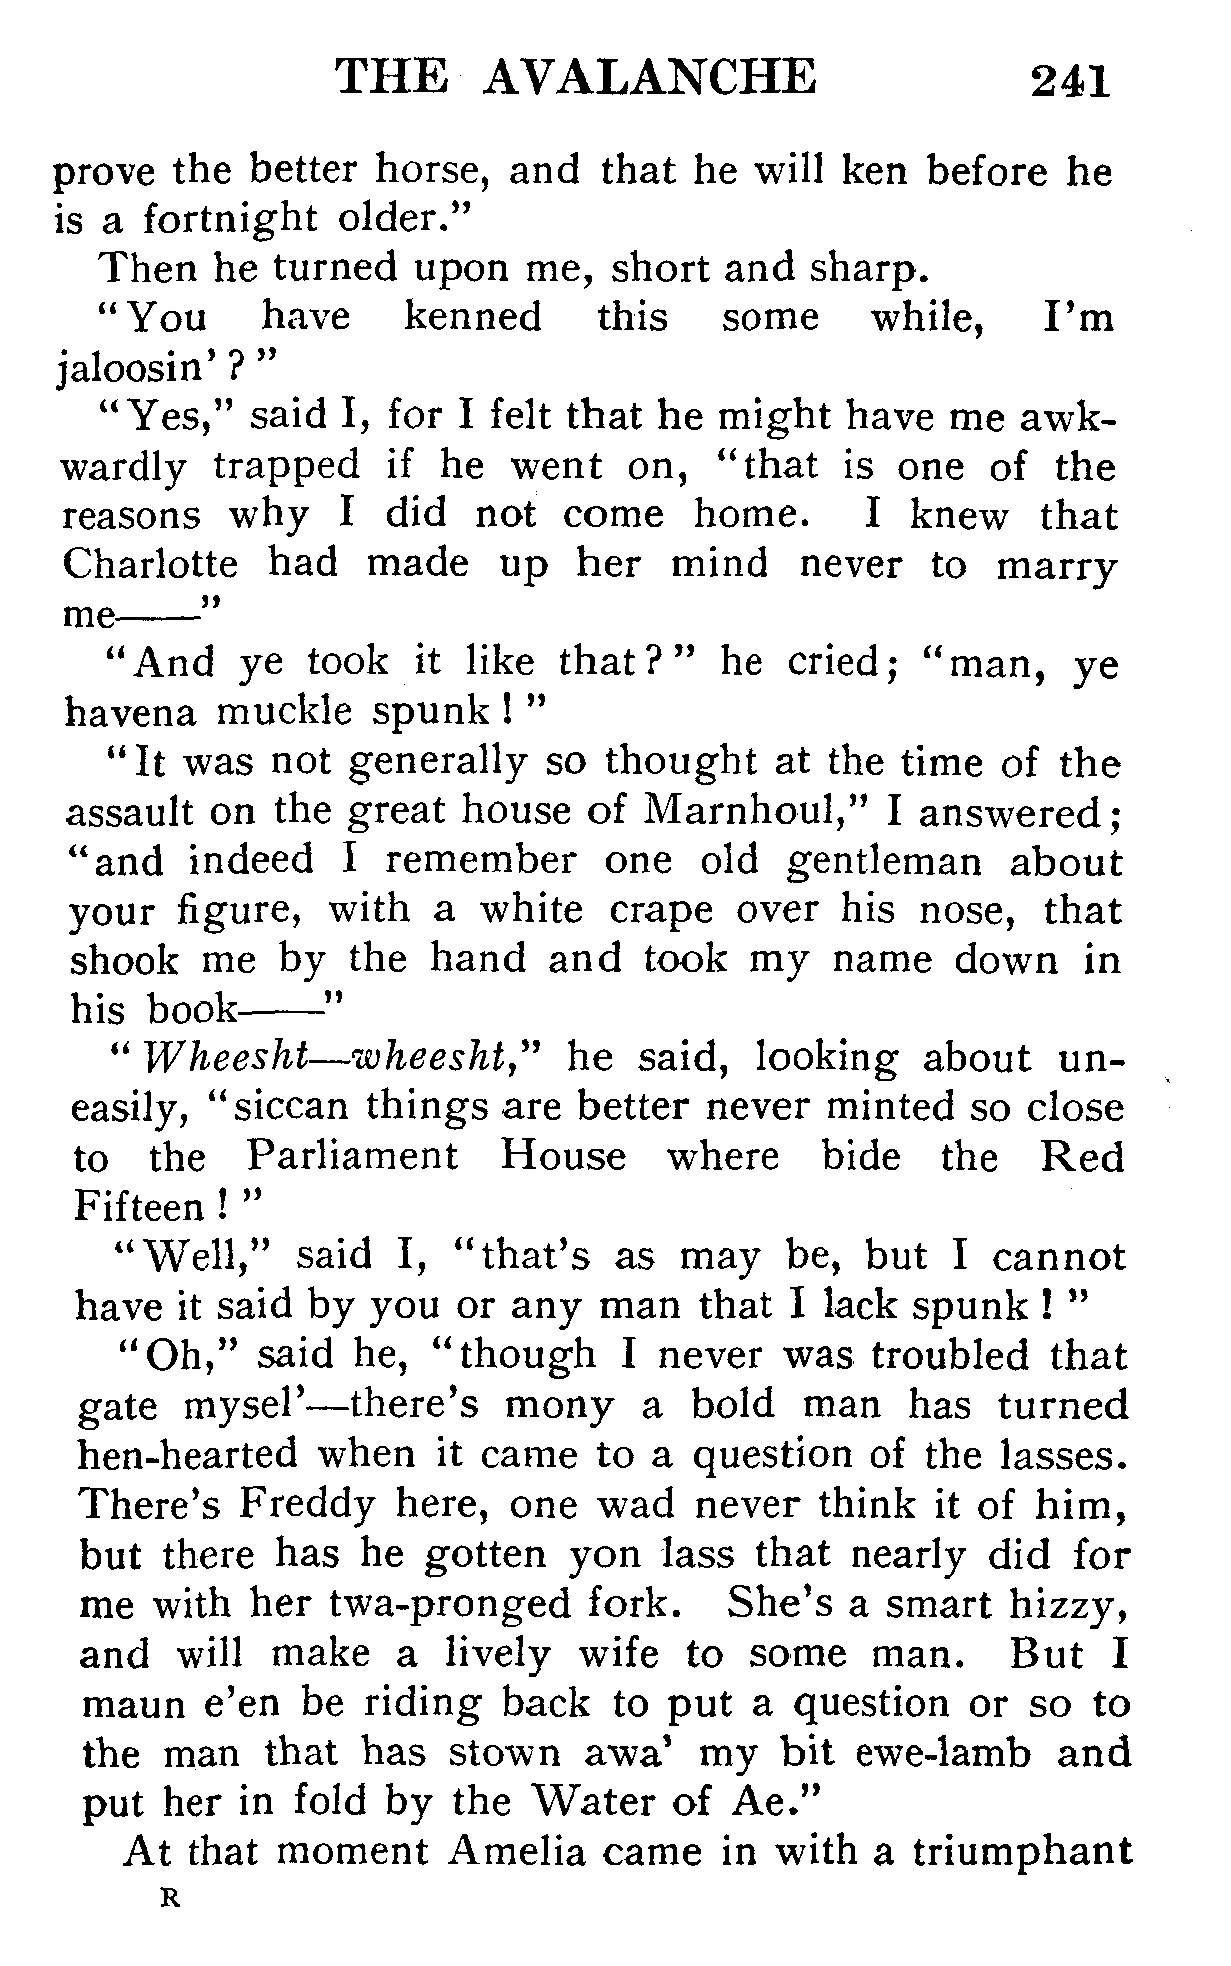 THE AVALANCHE 241
prove the better horse, and that he will ken before he
is a fortnight older."
Then he turned upon me, short and sharp.
"You have kenned this some while, I'm
jaloosin'?"
"Yes," said I, for I felt that he might have me awk-
wardly trapped if he went on, "that is one of the
reasons why I did not come home. I knew that
Charlotte had made up her mind never to marry
me——"
"And ye took it like that?" he cried; "man, ye
havena muckle spunk!"
"It was not generally so thought at the time of the
assault on the great house of Marnhoul," I answered;
"and indeed I remember one old gentleman about
your figure, with a white crape over his nose, that
shook me by the hand and took my name down in
his book——"
"Wheesht—wheesht," he said, looking about un-
easily, "siccan things are better never minted so close
to the Parliament House where bide the Red
Fifteen!"
"Well," said I, "that's as may be, but I cannot
have it said by you or any man that I lack spunk!"
"Oh," said he, "though I never was troubled that
gate mysel'—there's mony a bold man has turned
hen-hearted when it came to a question of the lasses.
There's Freddy here, one wad never think it of him,
but there has he gotten yon lass that nearly did for
me with her twa-pronged fork. She's a smart hizzy,
and will make a lively wife to some man. But I
maun e'en be riding back to put a question or so to
the man that has stown awa' my bit ewe-lamb and
put her in fold by the Water of Ae."
At that moment Amelia came in with a triumphant
R